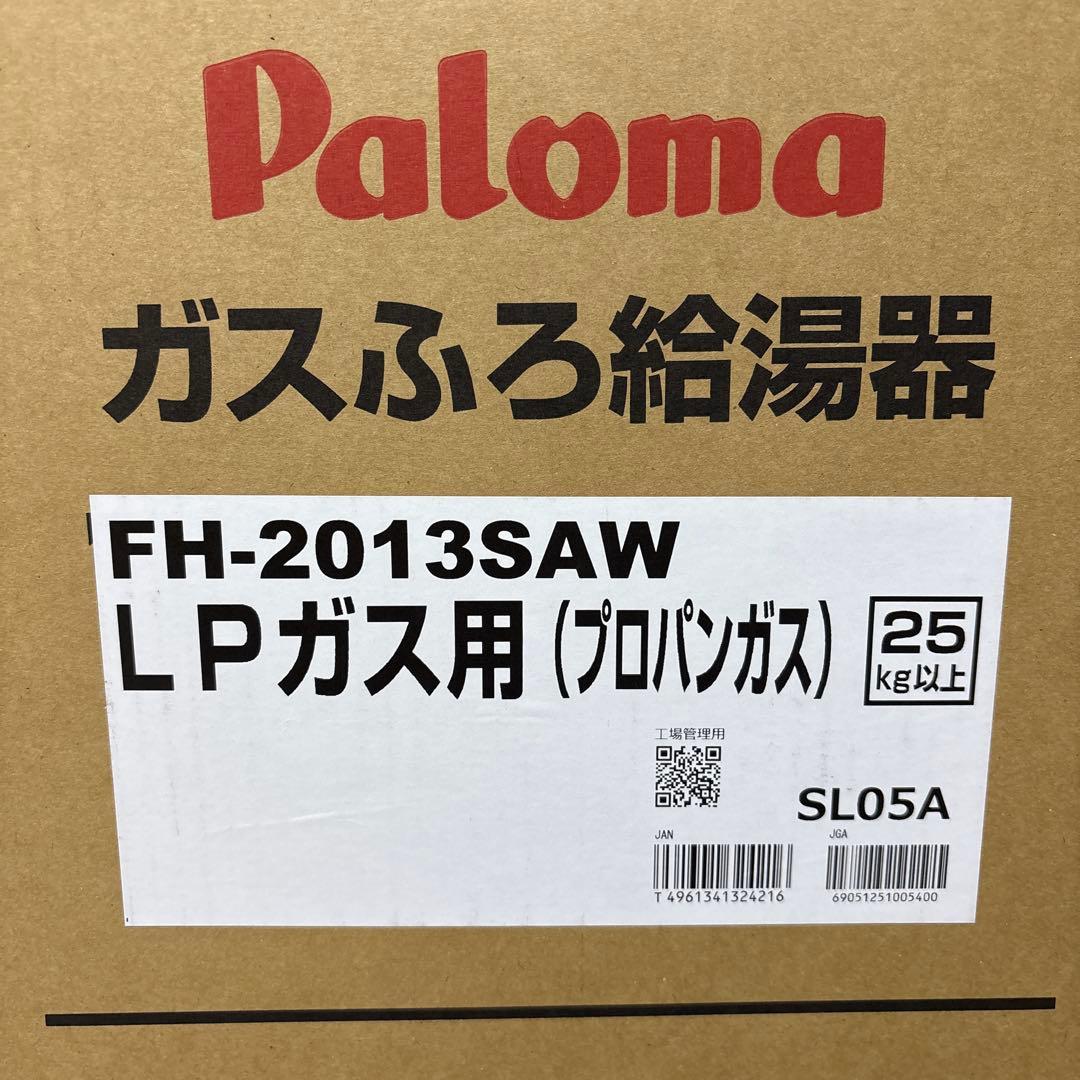 Paloma
ガスふろ給湯器
FH-2013SAW
LPガス用(プロパンガス)
25
kg以上
工場管理用
SL05A
JAN
JGA
T 4961341324216
69051251005400